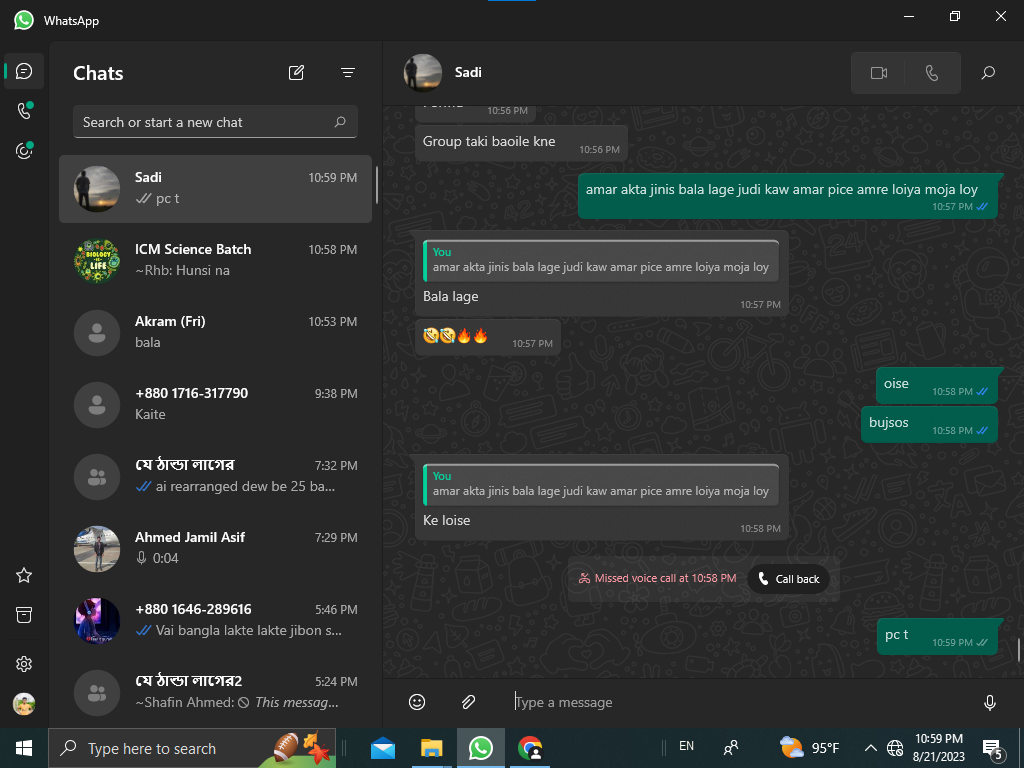 WhatsApp
Chats
Search or start a new chat
Sadi 10:59 PM
pc t
ICM Science Batch 10:58 PM
~Rhb: Hunsi na
BIOLOGY
IS
LIFE
Akram (Fri) 10:53 PM
bala
+880 1716-317790 9:38 PM
Kaite
যে ঠান্ডা লাগের 7:32 PM
ai rearranged dew be 25 ba...
Ahmed Jamil Asif 7:29 PM
0:04
+880 1646-289616 5:46 PM
Vai bangla lakte lakte jibon s...
যে ঠান্ডা লাগের2 5:24 PM
~Shafin Ahmed: This messag...
Sadi
10:56 PM
Group taki baoile kne 10:56 PM
amar akta jinis bala lage judi kaw amar pice amre loiya moja loy
10:57 PM
You
amar akta jinis bala lage judi kaw amar pice amre loiya moja loy
Bala lage
10:57 PM
🤣🤣🔥🔥 10:57 PM
oise 10:58 PM
bujsos 10:58 PM
You
amar akta jinis bala lage judi kaw amar pice amre loiya moja loy
Ke loise
10:58 PM
Missed voice call at 10:58 PM Call back
pc t 10:59 PM
Type a message
Type here to search
EN
95°F
10:59 PM
8/21/2023
5